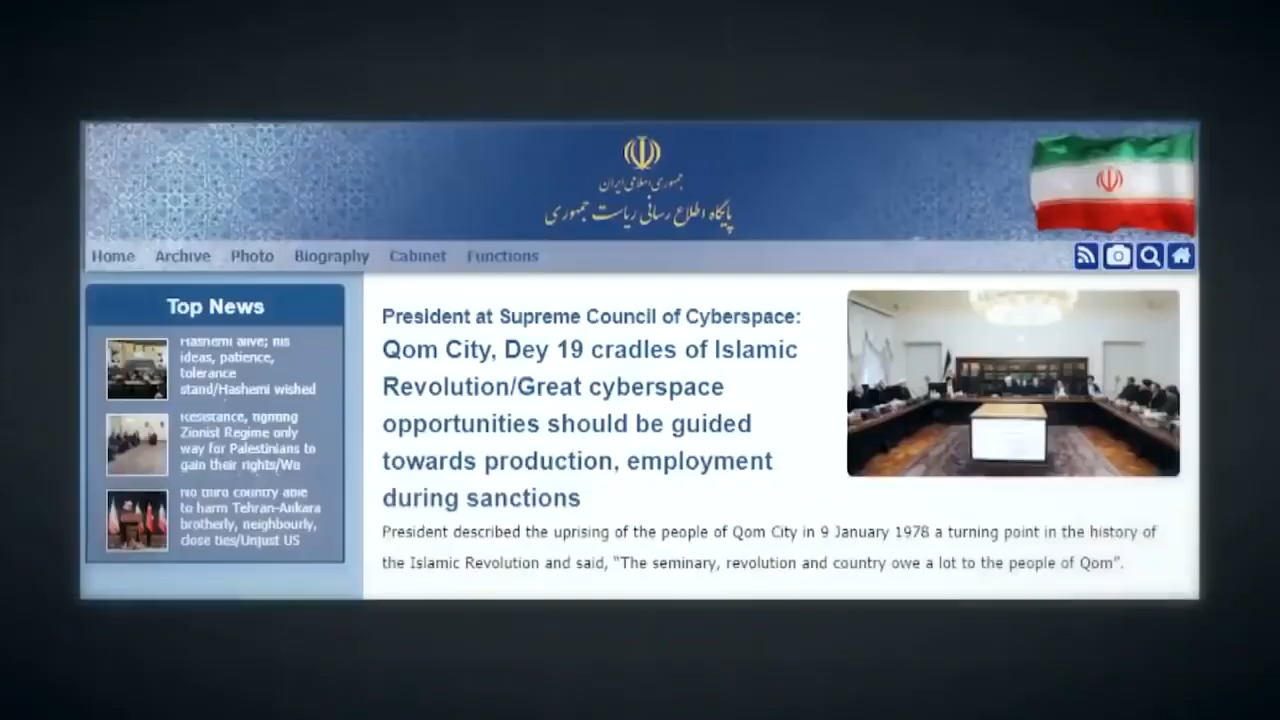 جمهوری اسلامی ایران
پایگاه اطلاع رسانی ریاست جمهوری
Home Archive Photo Biography Cabinet Functions
Top News
Hashemi alive; his
ideas, patience,
tolerance
stand/Hashemi wished
Resistance, fighting
Zionist Regime only
way for Palestinians to
gain their rights/We
No third country able
to harm Tehran-Ankara
brotherly, neighbourly,
close ties/Unjust US
President at Supreme Council of Cyberspace:
Qom City, Dey 19 cradles of Islamic
Revolution/Great cyberspace
opportunities should be guided
towards production, employment
during sanctions
President described the uprising of the people of Qom City in 9 January 1978 a turning point in the history of
the Islamic Revolution and said, “The seminary, revolution and country owe a lot to the people of Qom”.